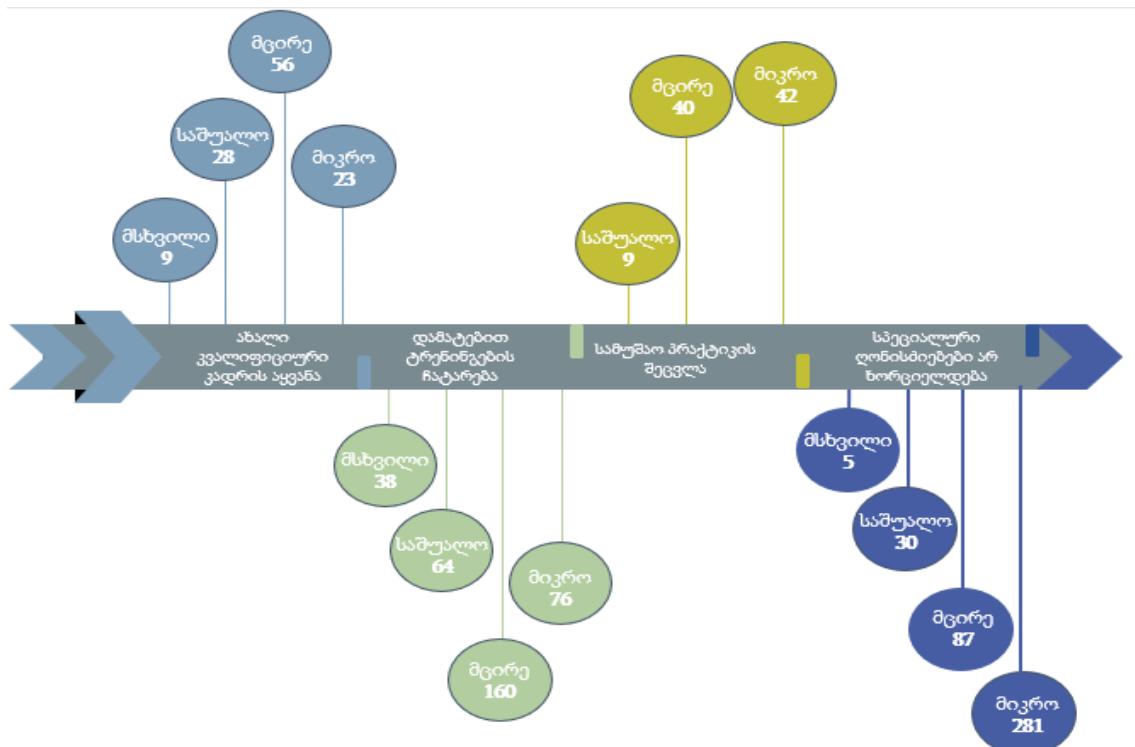 მცირე
56
საშუალო
28
მიკრო
23
მსხვილი
9
მცირე
40
მიკრო
42
საშუალო
9
ახალი
კვალიფიციური
კადრის აყვანა
დამატებით
ტრენინგების
ჩატარება
სამუშაო პრაქტიკის
შეცვლა
სპეციალური
ღონისმიებები არ
ხორციელდება
მსხვილი
38
საშუალო
64
მცირე
160
მიკრო
76
მსხვილი
5
საშუალო
30
მცირე
87
მიკრო
281